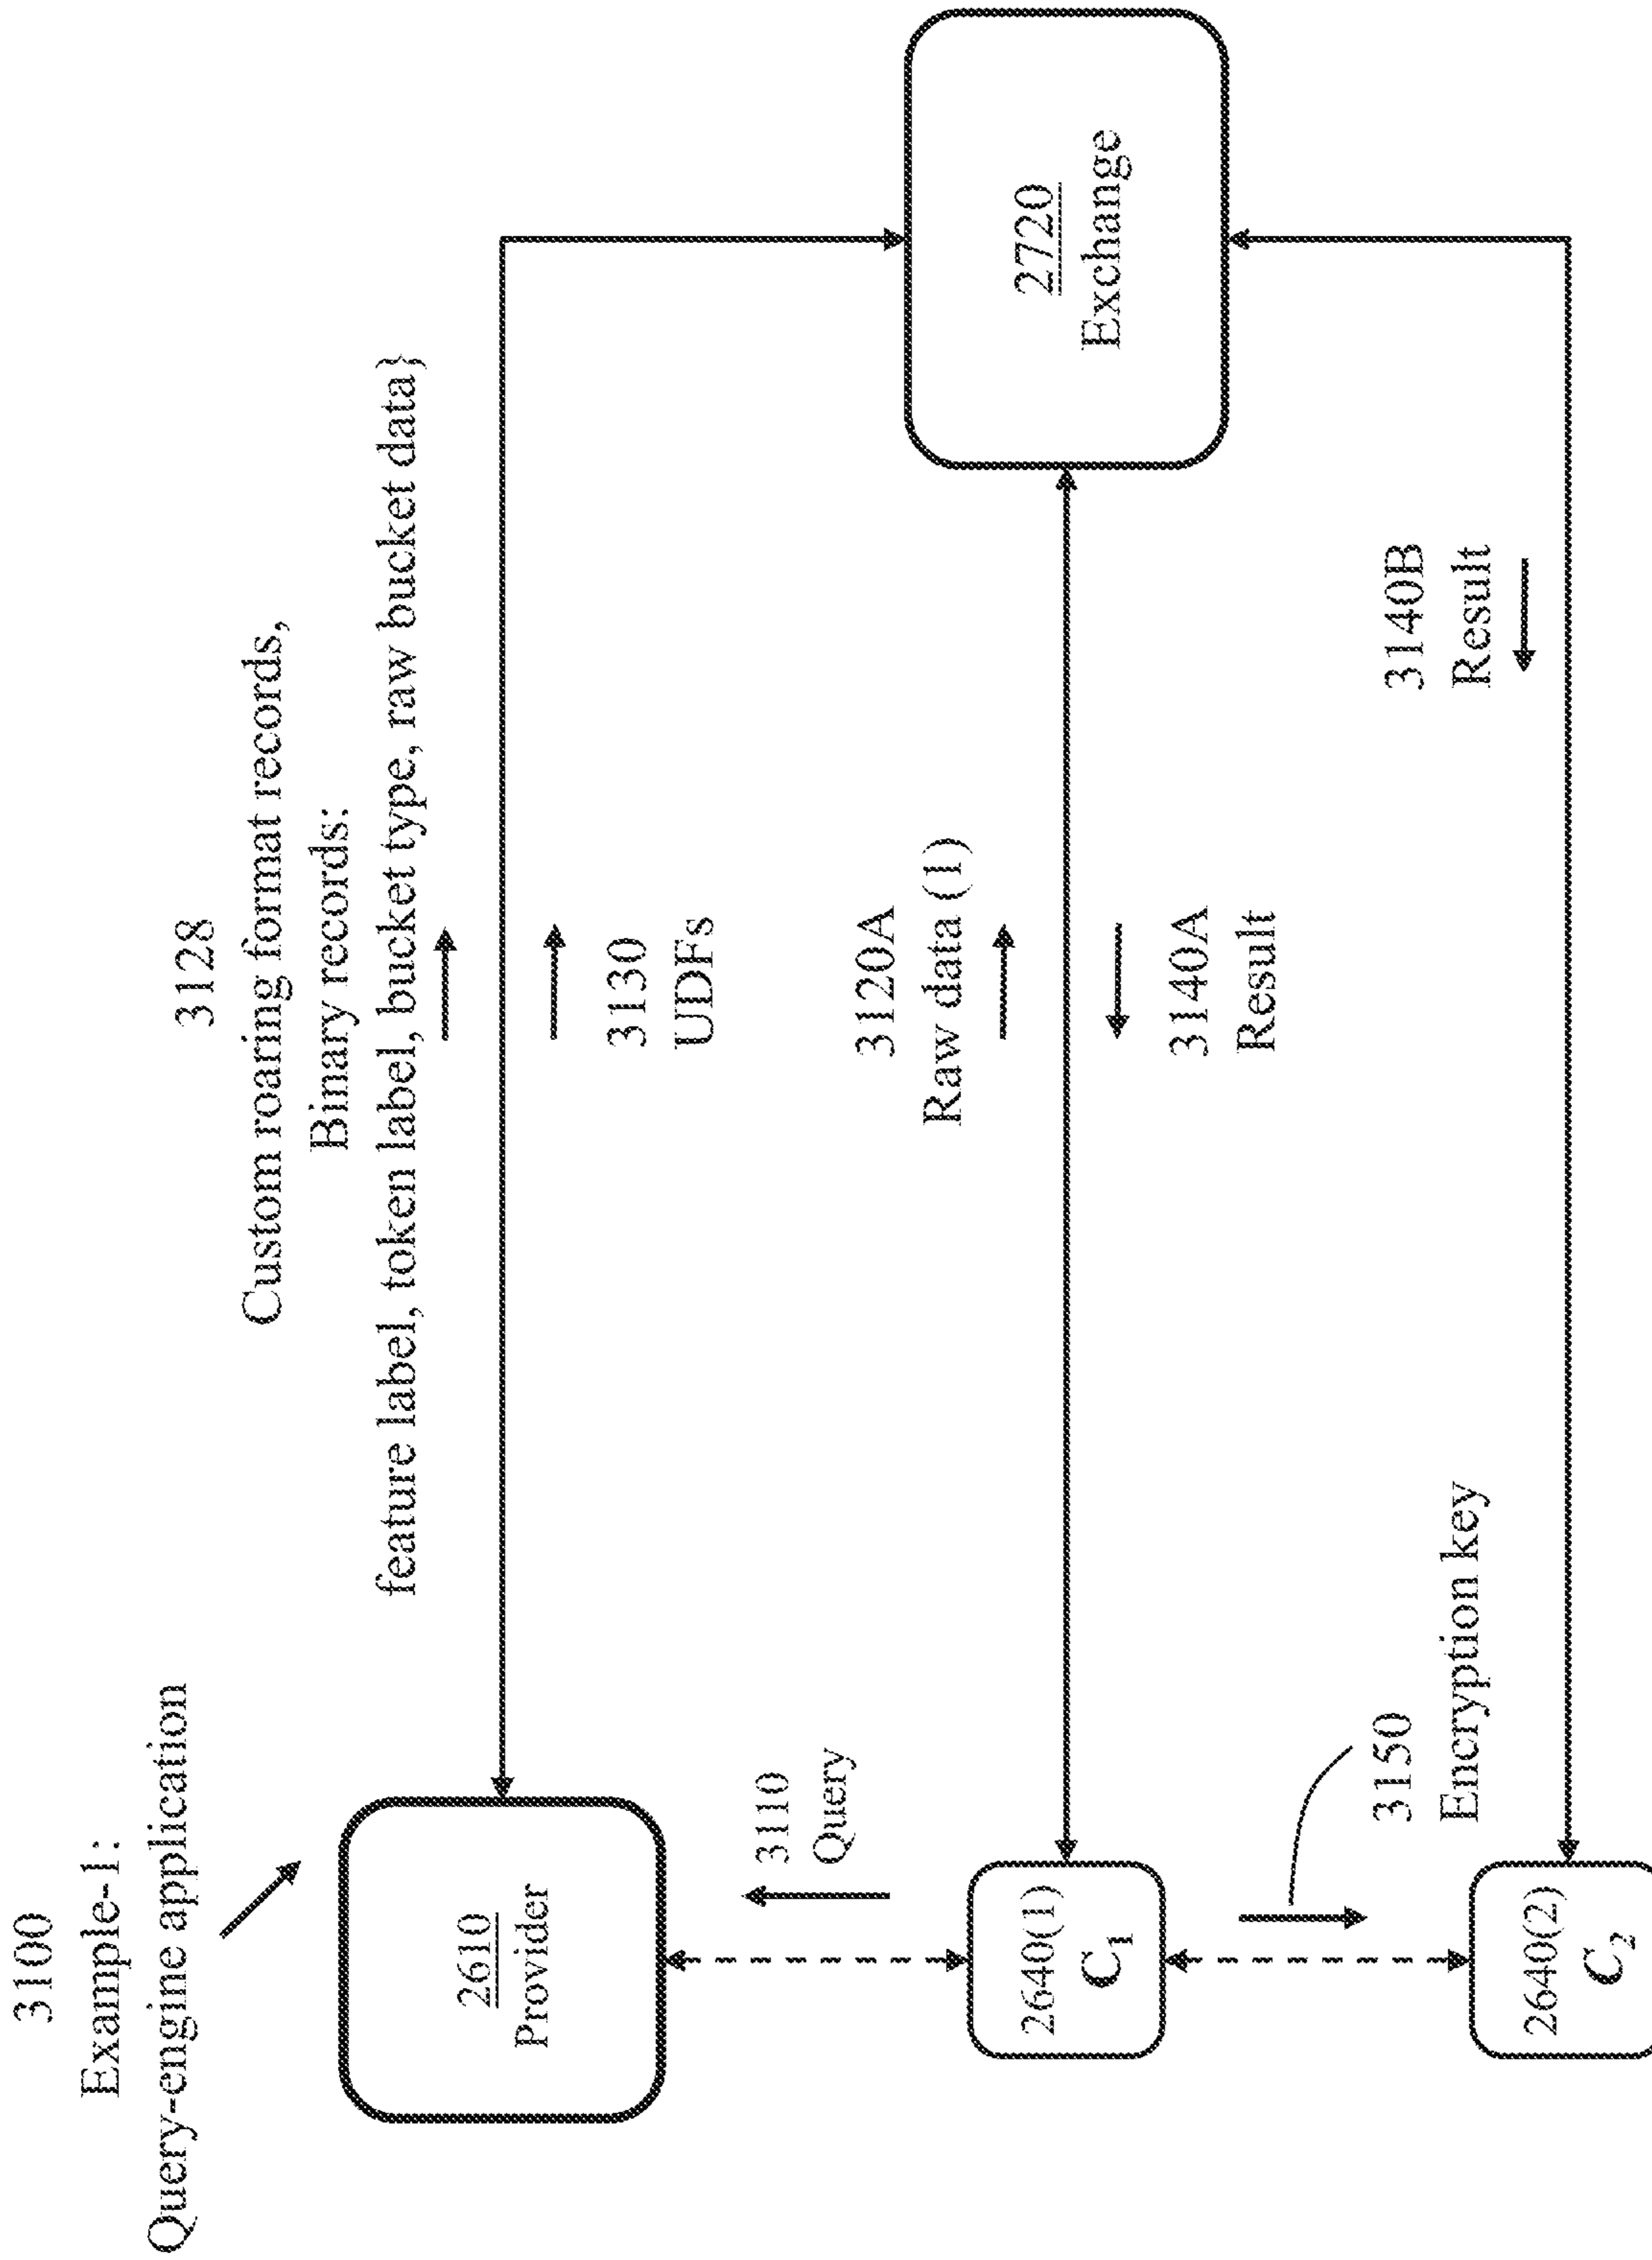 3100
Example-1:
Query-engine application
3128
Custom roaring format records,
Binary records:
feature label, token label, bucket type, raw bucket data}
2610
Provider
3130
UDFs
3110
Query
3120A
Raw data (1)
2720
Exchange
2640(1)
C₁
3140A
Result
3150
Encryption key
3140B
Result
2640(2)
C₂